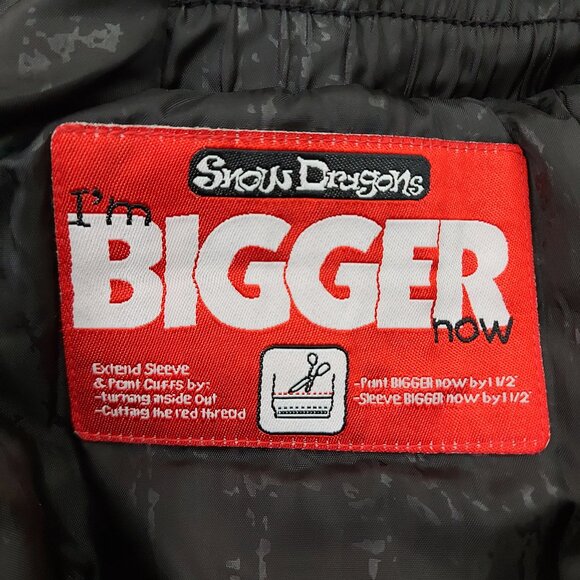 Snow Dragons
I'm
BIGGER
now
Extend Sleeve
& Pant Cuffs by:
-turning inside out
-Cutting the red thread
-Pant BIGGER now by 1 1/2"
-Sleeve BIGGER now by 1 1/2"